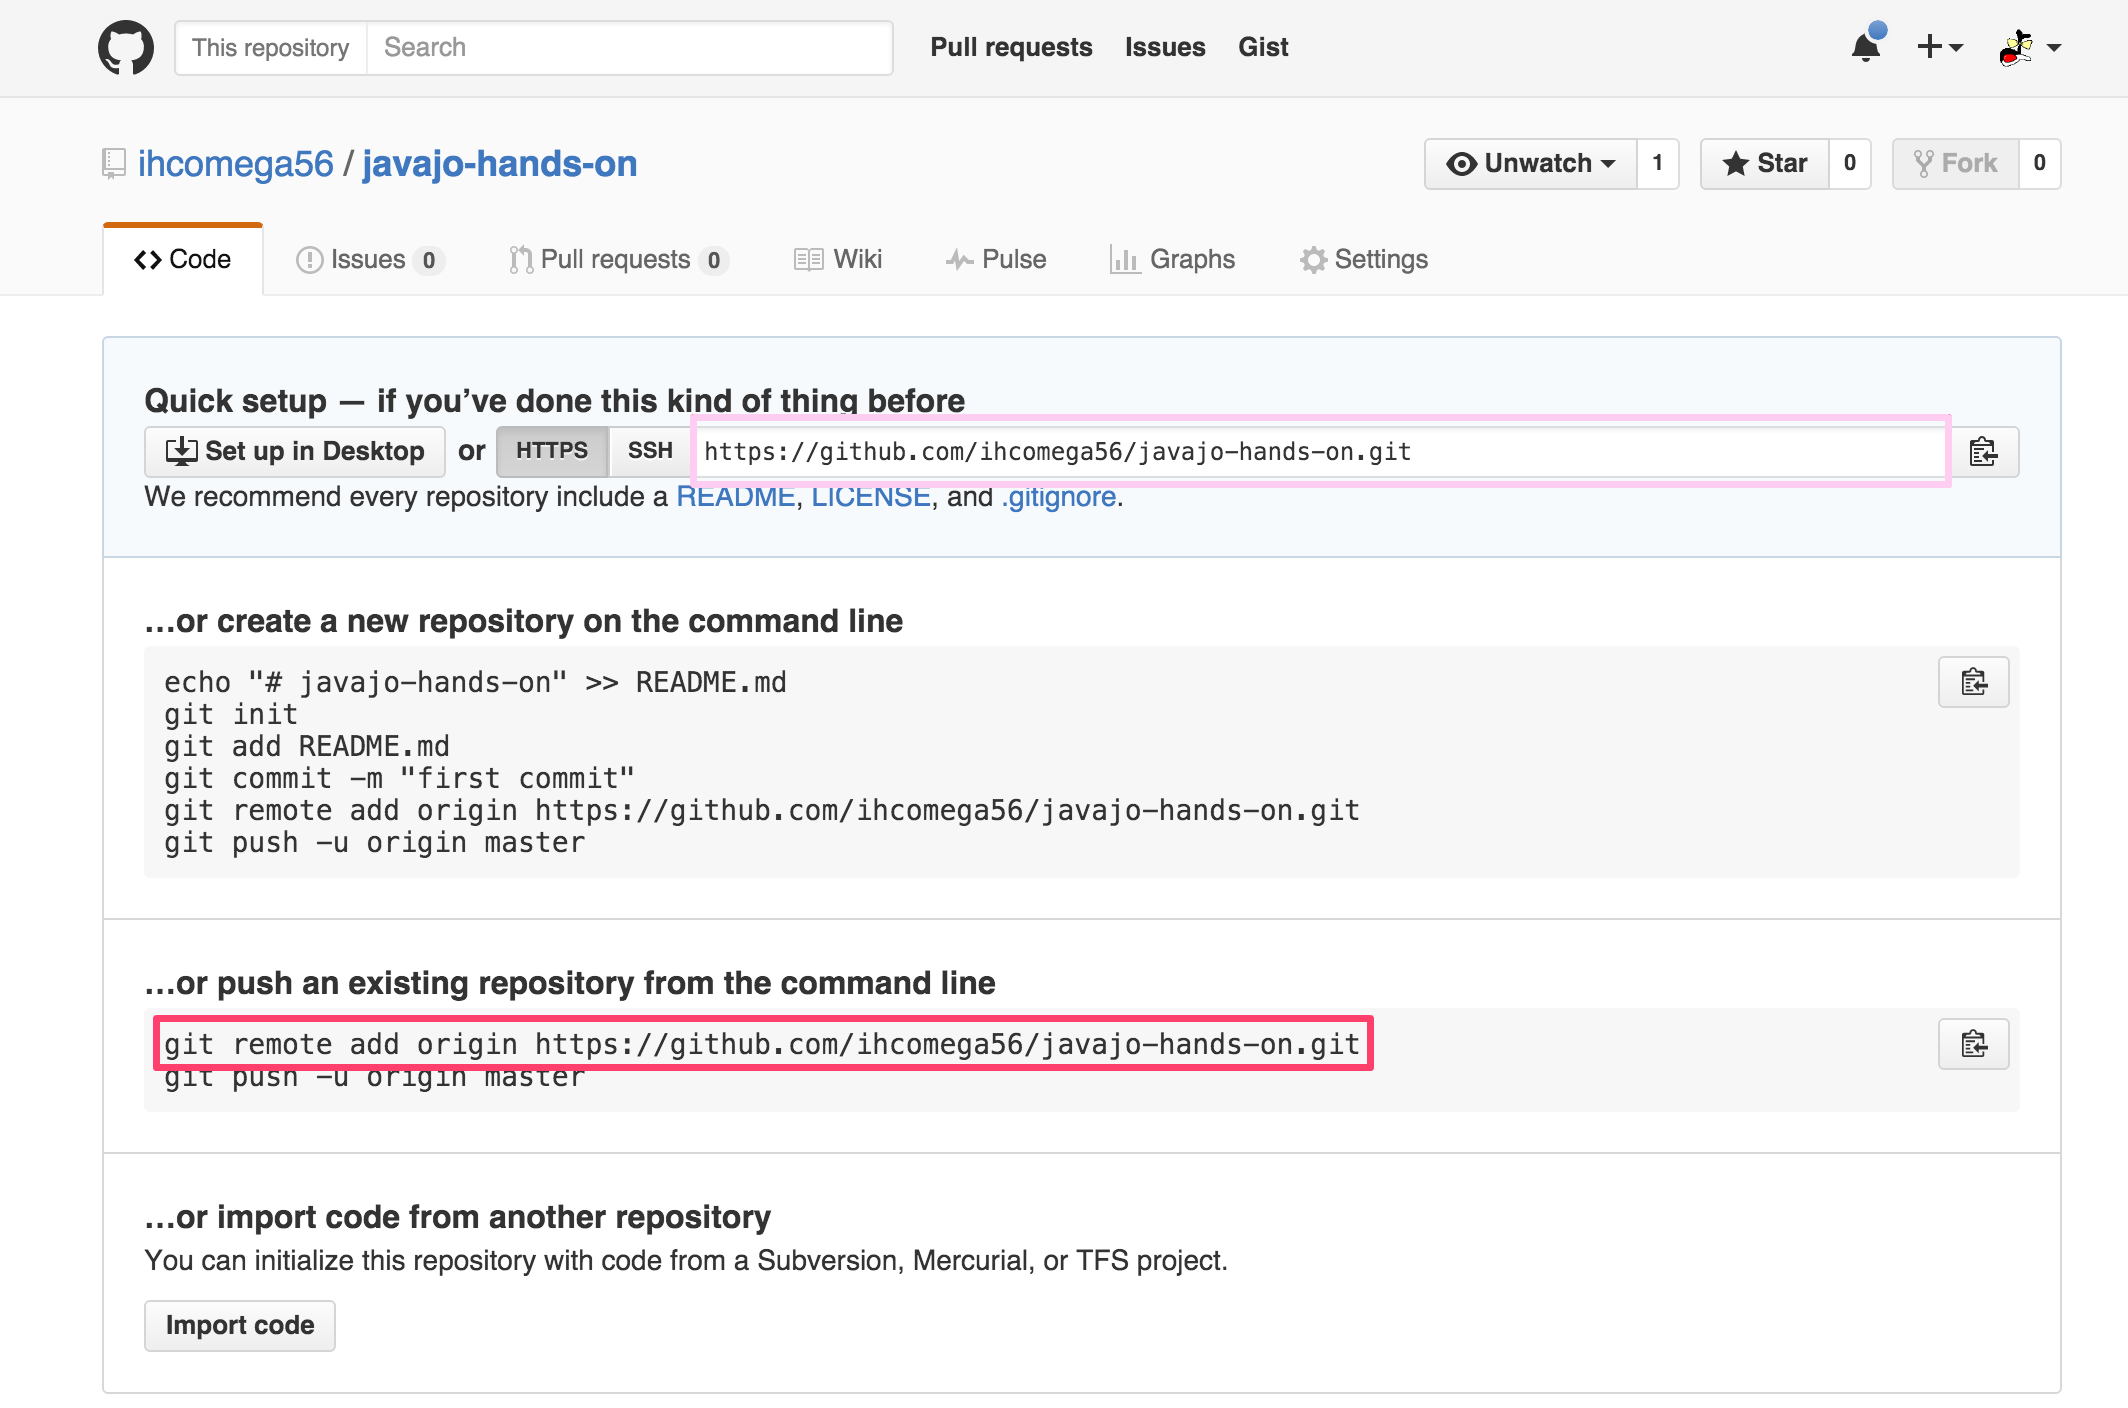 This repository Search Pull requests Issues Gist
ihcomega56 / javajo-hands-on Unwatch 1 Star 0 Fork 0
Code Issues 0 Pull requests 0 Wiki Pulse Graphs Settings
Quick setup — if you’ve done this kind of thing before
Set up in Desktop or HTTPS SSH https://github.com/ihcomega56/javajo-hands-on.git
We recommend every repository include a README, LICENSE, and .gitignore.
…or create a new repository on the command line
echo "# javajo-hands-on" >> README.md
git init
git add README.md
git commit -m "first commit"
git remote add origin https://github.com/ihcomega56/javajo-hands-on.git
git push -u origin master
…or push an existing repository from the command line
git remote add origin https://github.com/ihcomega56/javajo-hands-on.git
git push -u origin master
…or import code from another repository
You can initialize this repository with code from a Subversion, Mercurial, or TFS project.
Import code